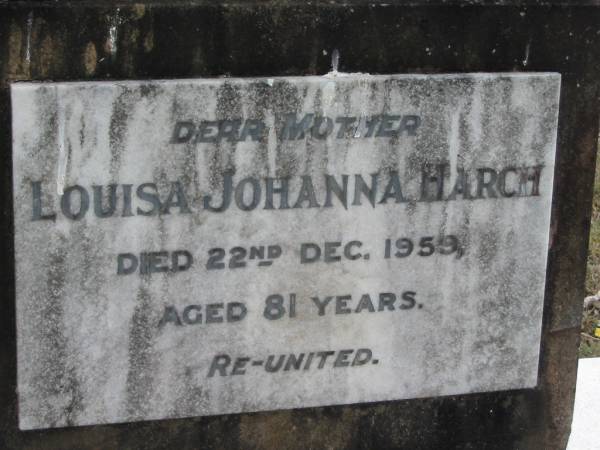 Dear Mother
Louisa Johanna Harch
Died 22nd Dec. 1959,
Aged 81 years.
Re-united.